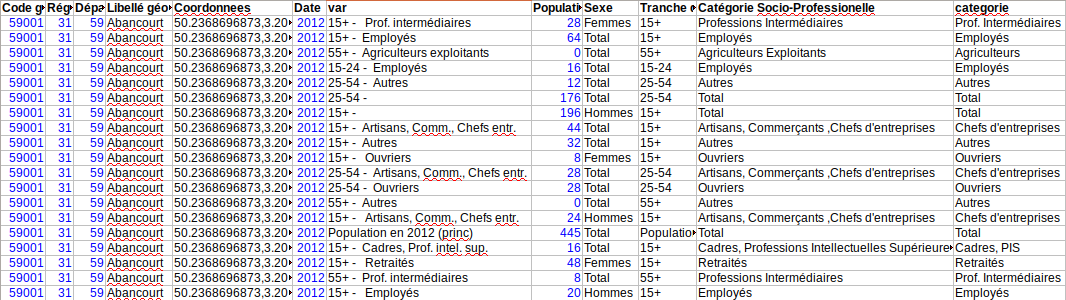 Code g Rég Dépa Libellé géo Coordonnees Date var Populati Sexe Tranche Catégorie Socio-Professionelle categorie
59001 31 59 Abancourt 50.2368696873,3.20 2012 15+ - Prof. intermédiaires 28 Femmes 15+ Professions Intermédiaires Prof. Intermédiaires
59001 31 59 Abancourt 50.2368696873,3.20 2012 15+ - Employés 64 Total 15+ Employés Employés
59001 31 59 Abancourt 50.2368696873,3.20 2012 55+ - Agriculteurs exploitants 0 Total 55+ Agriculteurs Exploitants Agriculteurs
59001 31 59 Abancourt 50.2368696873,3.20 2012 15-24 - Employés 16 Total 15-24 Employés Employés
59001 31 59 Abancourt 50.2368696873,3.20 2012 25-54 - Autres 12 Total 25-54 Autres Autres
59001 31 59 Abancourt 50.2368696873,3.20 2012 25-54 - 176 Total 25-54 Total Total
59001 31 59 Abancourt 50.2368696873,3.20 2012 15+ - 196 Hommes 15+ Total Total
59001 31 59 Abancourt 50.2368696873,3.20 2012 15+ - Artisans, Comm., Chefs entr. 44 Total 15+ Artisans, Commerçants ,Chefs d'entreprises Chefs d'entreprises
59001 31 59 Abancourt 50.2368696873,3.20 2012 15+ - Autres 32 Total 15+ Autres Autres
59001 31 59 Abancourt 50.2368696873,3.20 2012 15+ - Ouvriers 8 Femmes 15+ Ouvriers Ouvriers
59001 31 59 Abancourt 50.2368696873,3.20 2012 25-54 - Artisans, Comm., Chefs entr. 28 Total 25-54 Artisans, Commerçants ,Chefs d'entreprises Chefs d'entreprises
59001 31 59 Abancourt 50.2368696873,3.20 2012 25-54 - Ouvriers 28 Total 25-54 Ouvriers Ouvriers
59001 31 59 Abancourt 50.2368696873,3.20 2012 55+ - Autres 0 Total 55+ Autres Autres
59001 31 59 Abancourt 50.2368696873,3.20 2012 15+ - Artisans, Comm., Chefs entr. 24 Hommes 15+ Artisans, Commerçants ,Chefs d'entreprises Chefs d'entreprises
59001 31 59 Abancourt 50.2368696873,3.20 2012 Population en 2012 (princ) 445 Total Populatio Total Total
59001 31 59 Abancourt 50.2368696873,3.20 2012 15+ - Cadres, Prof. intel. sup. 16 Total 15+ Cadres, Professions Intellectuelles Supérieure Cadres, PIS
59001 31 59 Abancourt 50.2368696873,3.20 2012 15+ - Retraités 48 Femmes 15+ Retraités Retraités
59001 31 59 Abancourt 50.2368696873,3.20 2012 55+ - Prof. intermédiaires 8 Total 55+ Professions Intermédiaires Prof. Intermédiaires
59001 31 59 Abancourt 50.2368696873,3.20 2012 15+ - Employés 20 Hommes 15+ Employés Employés